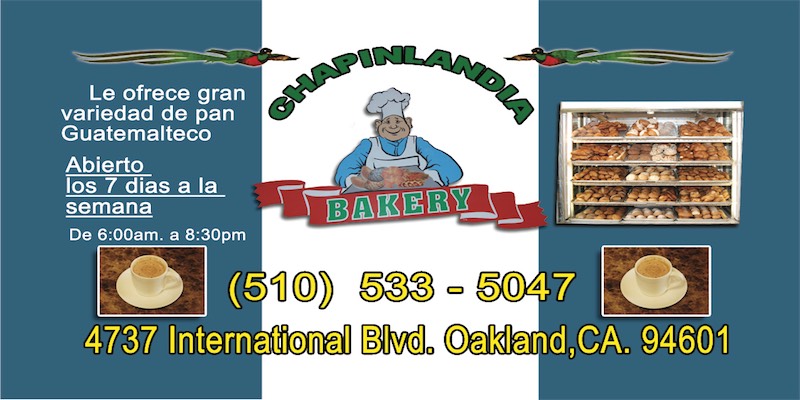 CHAPINLANDIA
BAKERY
Le ofrece gran
variedad de pan
Guatemalteco
Abierto
los 7 dias a la
semana
De 6:00am. a 8:30pm
(510) 533 - 5047
4737 International Blvd. Oakland,CA. 94601